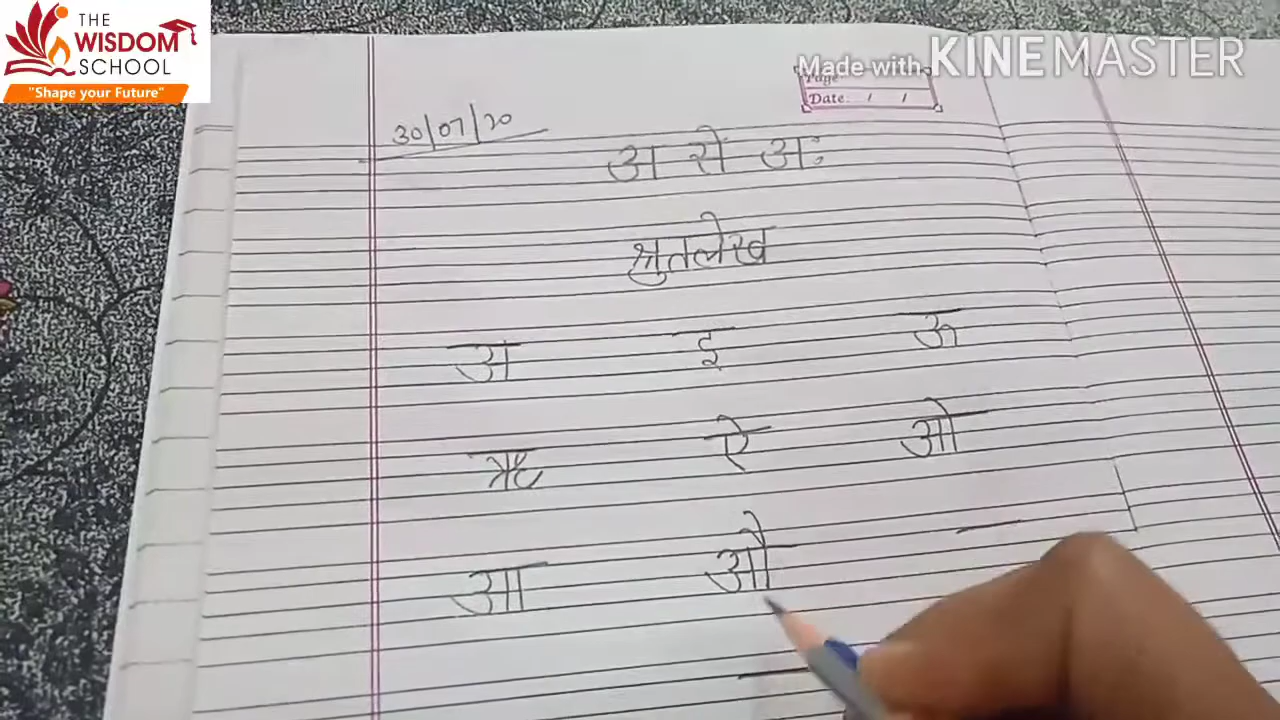 THE
WISDOM
SCHOOL
"Shape your Future"
Made with KINEMASTER
Page:
Date: / /
30/07/20
अ से अः
श्रुतलेख
अ इ ऊ
ऋ ऐ ओ
आ औ